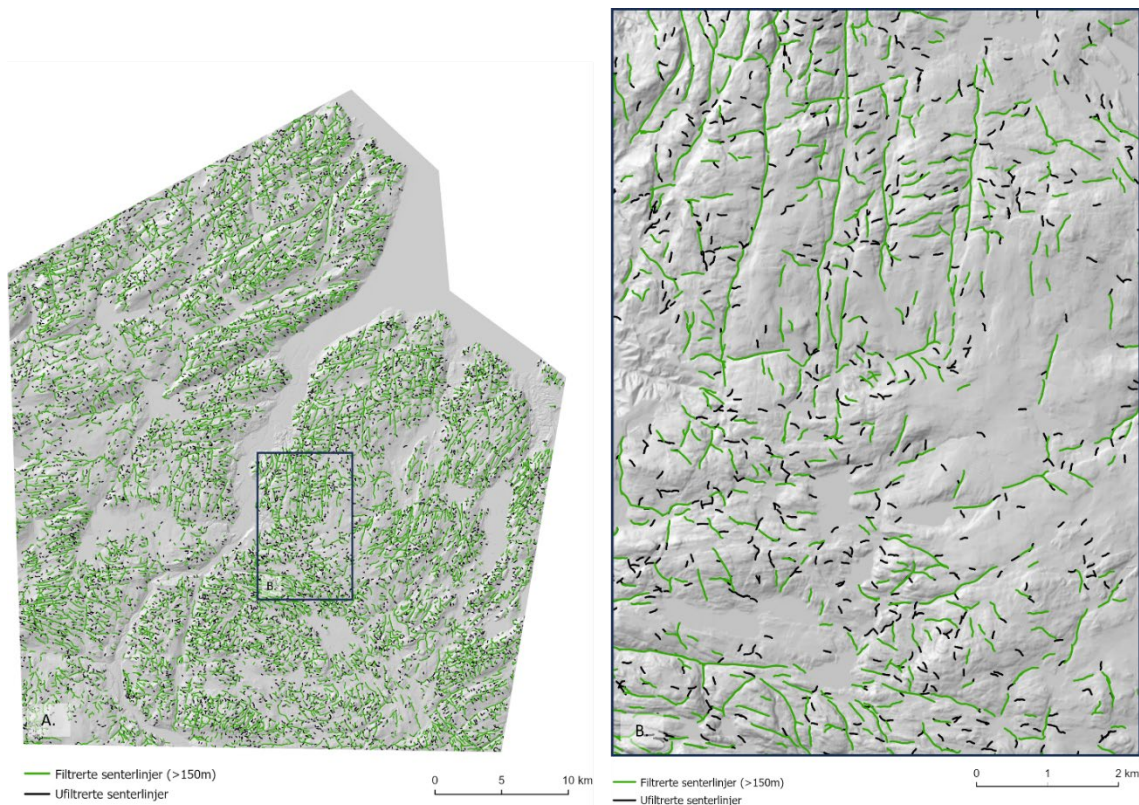 B.
A.
Filtrerte senterlinjer (>150m)
Ufiltrerte senterlinjer
0 5 10 km
B.
Filtrerte senterlinjer (>150m)
Ufiltrerte senterlinjer
0 1 2 km